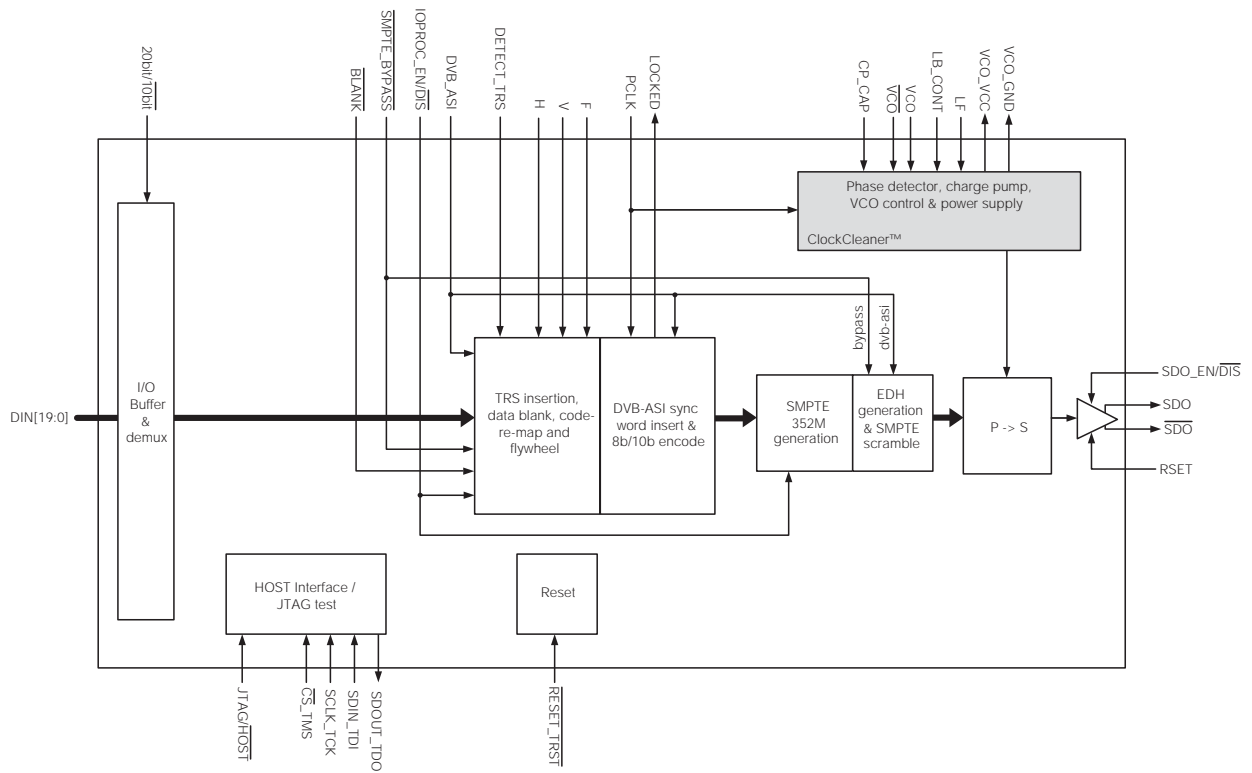 20bit/10bit
BLANK
SMPTE_BYPASS
IOPROC_EN/DIS
DVB_ASI
DETECT_TRS
H
V
F
PCLK
LOCKED
CP_CAP
VCO
VCO
LB_CONT
LF
VCO_VCC
VCO_GND
Phase detector, charge pump,
VCO control & power supply
ClockCleaner™
bypass
dvb-asi
DIN[19:0]
I/O
Buffer
&
demux
TRS insertion,
data blank, code-
re-map and
flywheel
DVB-ASI sync
word insert &
8b/10b encode
SMPTE
352M
generation
EDH
generation
& SMPTE
scramble
P -> S
SDO_EN/DIS
SDO
SDO
RSET
HOST Interface /
JTAG test
Reset
JTAG/HOST
CS_TMS
SCLK_TCK
SDIN_TDI
SDOUT_TDO
RESET_TRST